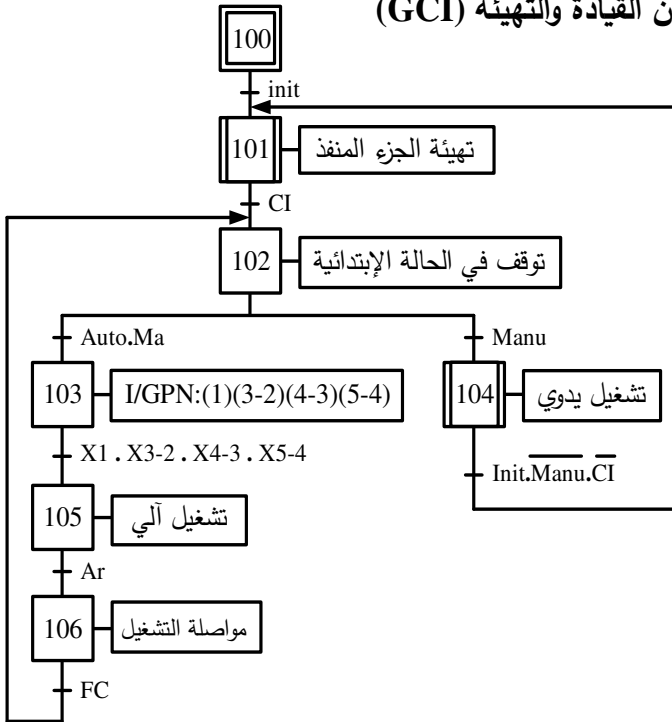 ن القيادة والتهيئة (GCI)
100
init
101 تهيئة الجزء المنفذ
CI
102 توقف في الحالة الإبتدائية
Auto.Ma Manu
103 I/GPN:(1)(3-2)(4-3)(5-4) 104 تشغيل يدوي
X1 . X3-2 . X4-3 . X5-4 Init.M̅a̅n̅u̅.C̅I̅
105 تشغيل آلي
Ar
106 مواصلة التشغيل
FC